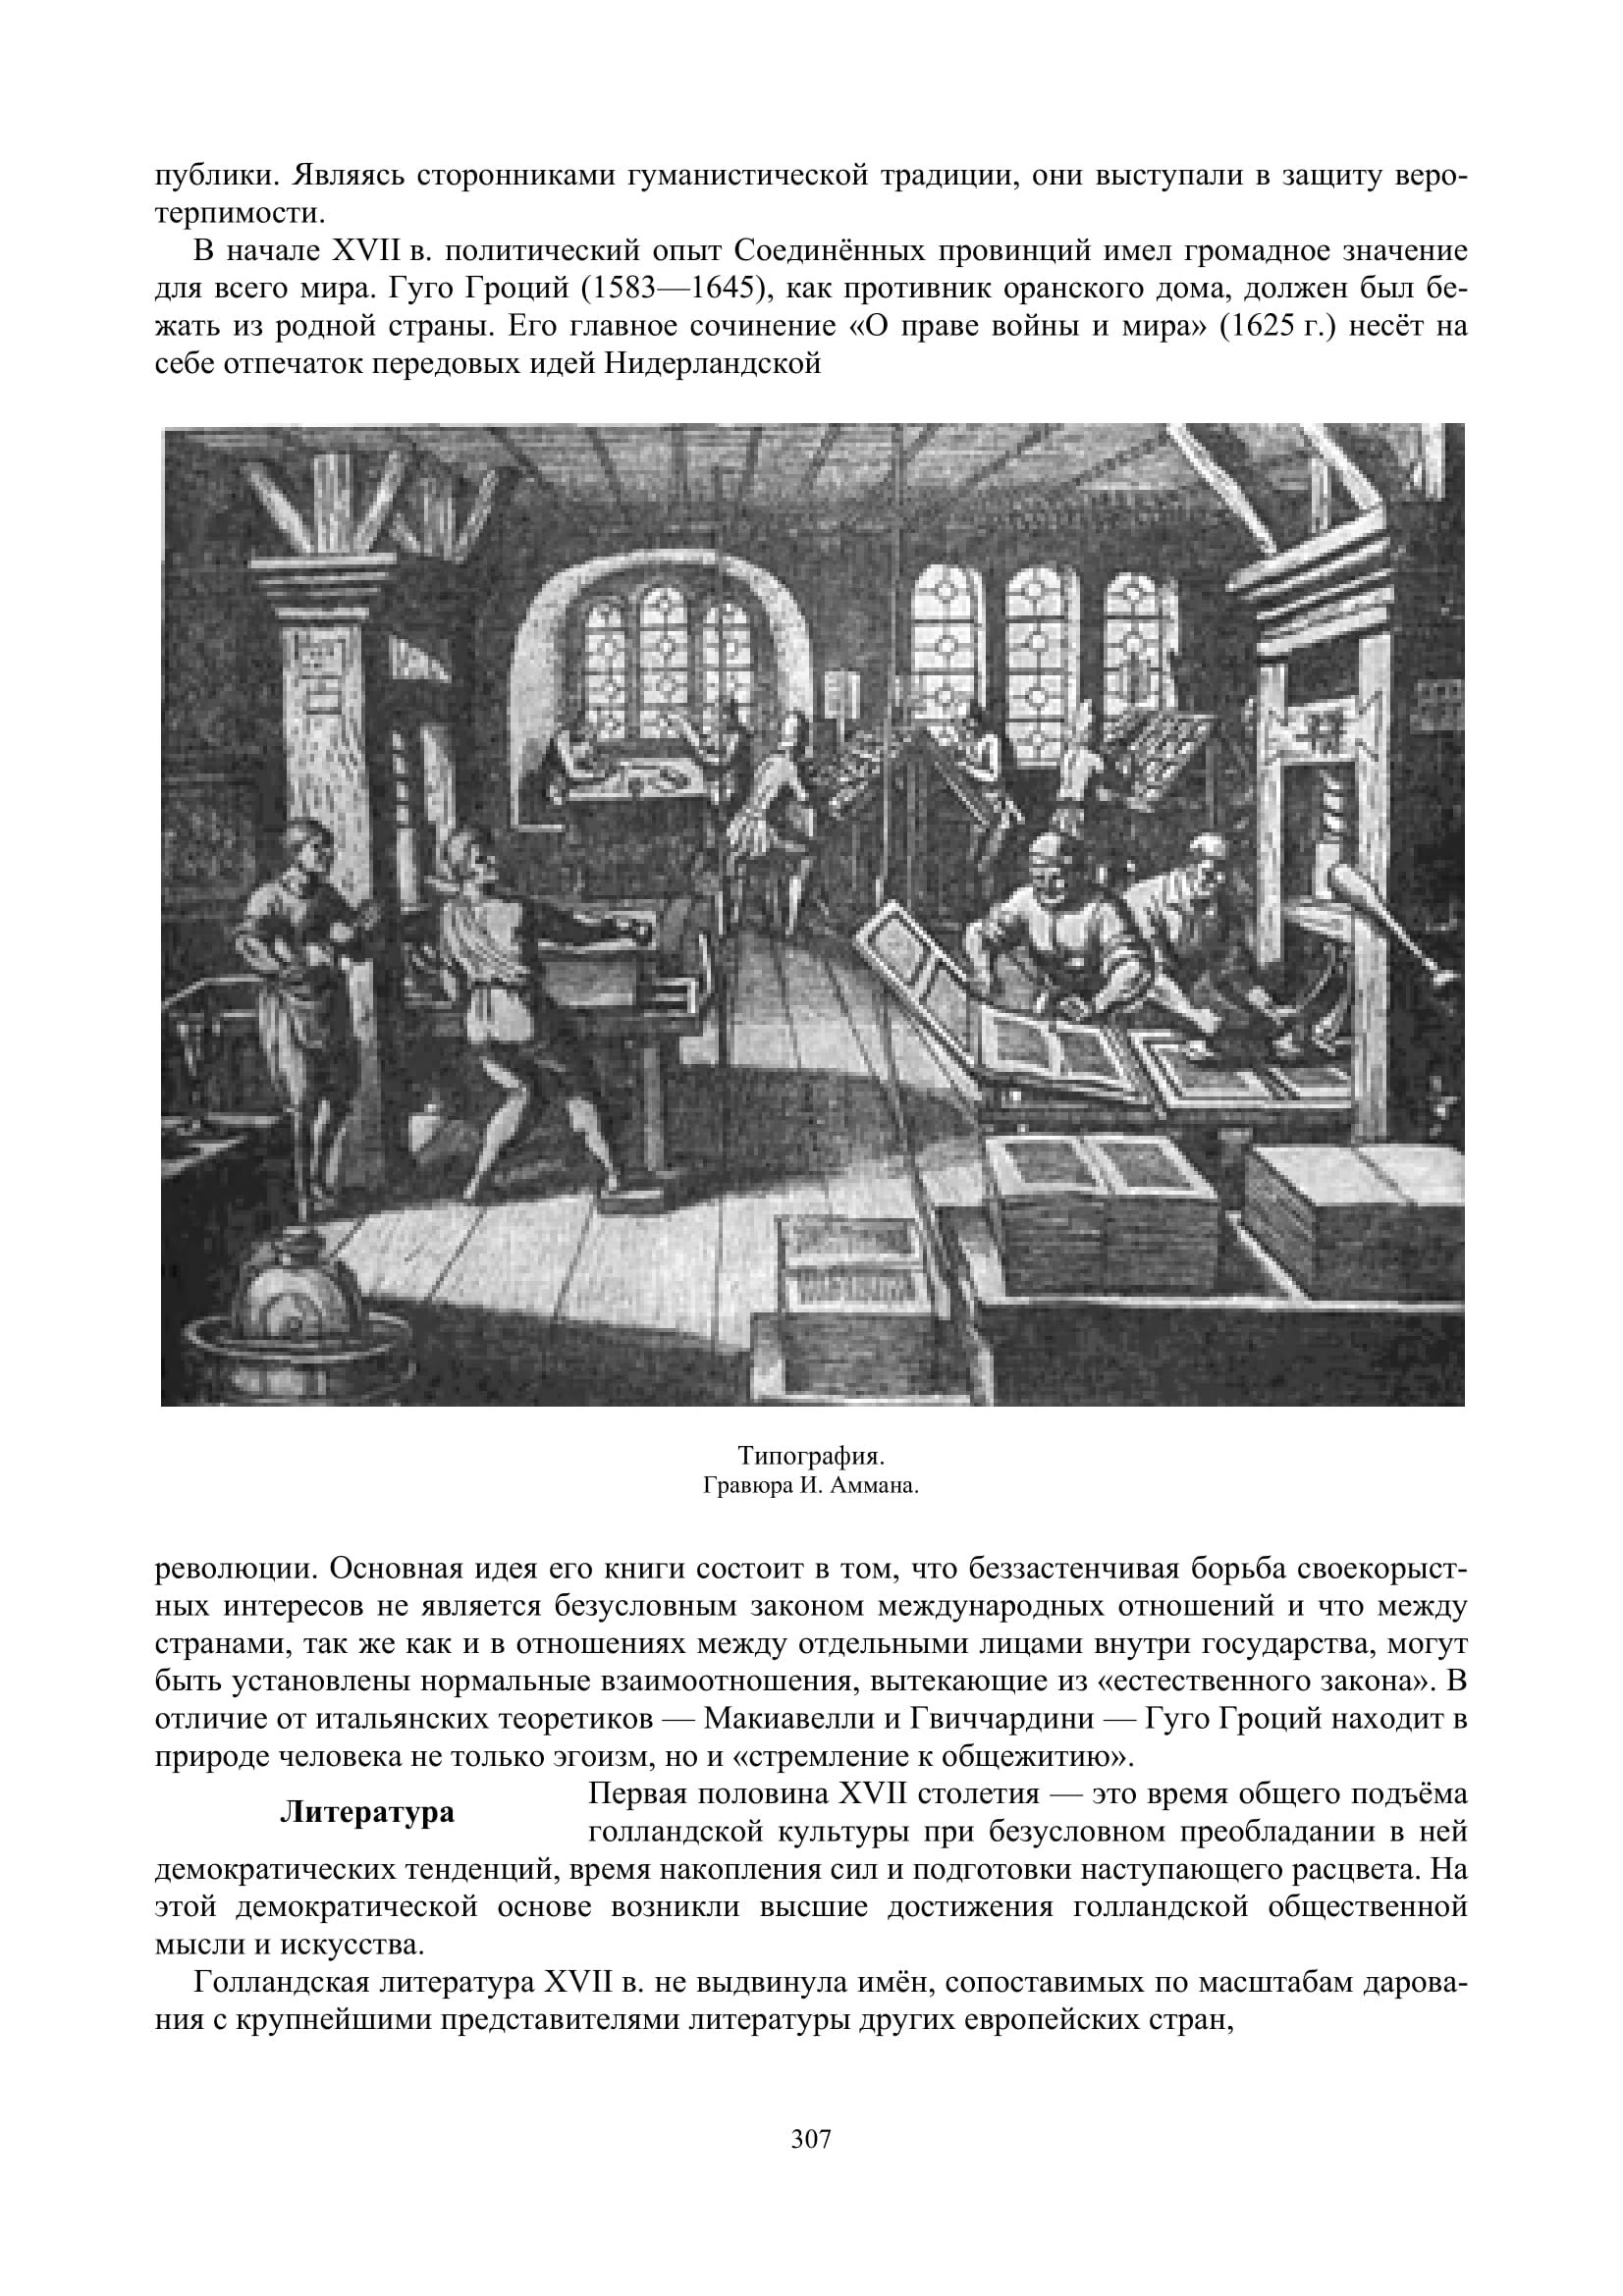 публики. Являясь сторонниками гуманистической традиции, они выступали в защиту веро-
терпимости.
В начале XVII в. политический опыт Соединённых провинций имел громадное значение
для всего мира. Гуго Гроций (1583—1645), как противник оранского дома, должен был бе-
жать из родной страны. Его главное сочинение «О праве войны и мира» (1625 г.) несёт на
себе отпечаток передовых идей Нидерландской
Типография.
Гравюра И. Аммана.
революции. Основная идея его книги состоит в том, что беззастенчивая борьба своекорыст-
ных интересов не является безусловным законом международных отношений и что между
странами, так же как и в отношениях между отдельными лицами внутри государства, могут
быть установлены нормальные взаимоотношения, вытекающие из «естественного закона». В
отличие от итальянских теоретиков — Макиавелли и Гвиччардини — Гуго Гроций находит в
природе человека не только эгоизм, но и «стремление к общежитию».
Литература
Первая половина XVII столетия — это время общего подъёма
голландской культуры при безусловном преобладании в ней
демократических тенденций, время накопления сил и подготовки наступающего расцвета. На
этой демократической основе возникли высшие достижения голландской общественной
мысли и искусства.
Голландская литература XVII в. не выдвинула имён, сопоставимых по масштабам дарова-
ния с крупнейшими представителями литературы других европейских стран,
307